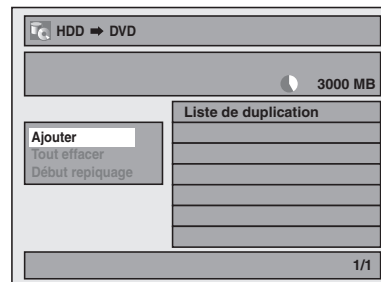 HDD ➡ DVD
3000 MB
Liste de duplication
Ajouter
Tout effacer
Début repiquage
1/1